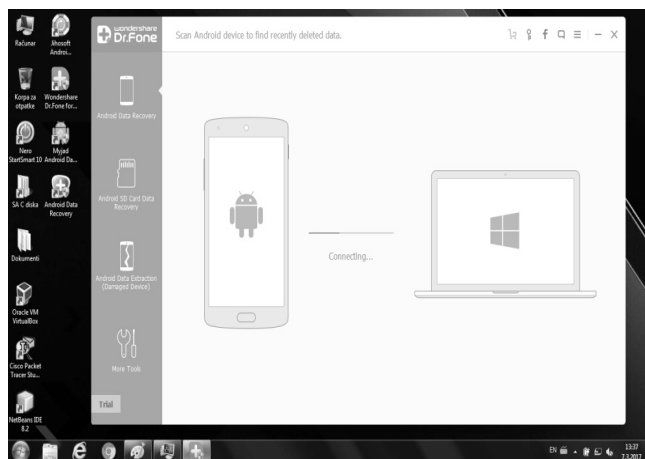 Računar
Jihosoft
Androi...
Korpa za
otpatke
Wondershare
Dr.Fone for...
Nero
StartSmart 10
Myjad
Android Da...
SA C diska
Android Data
Recovery
Dokumenti
Oracle VM
VirtualBox
Cisco Packet
Tracer Stu...
NetBeans IDE
8.2
wondershare
Dr.Fone
Scan Android device to find recently deleted data.
Android Data Recovery
Android SD Card Data
Recovery
Android Data Extraction
(Damaged Device)
More Tools
Trial
Connecting...
EN
13:37
7.3.2017